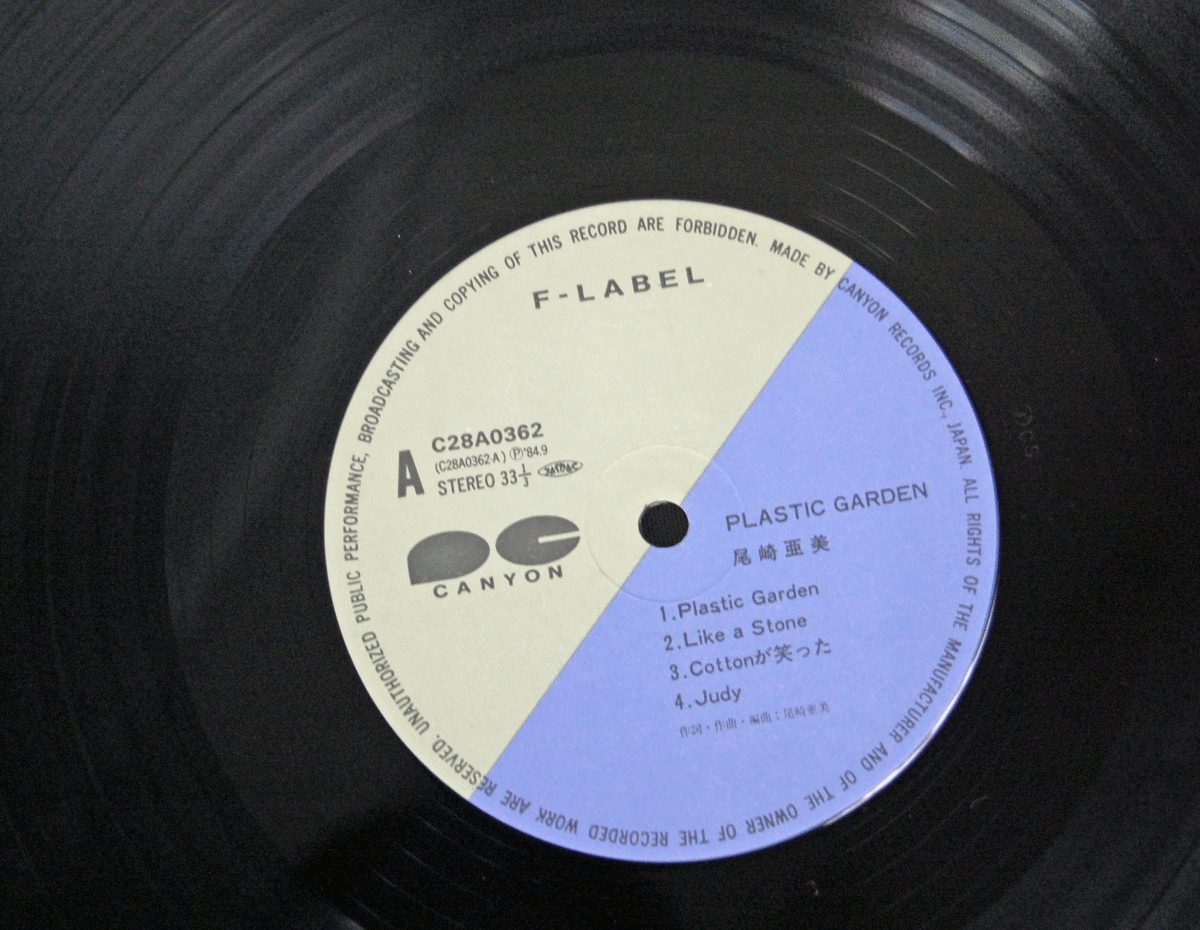 UNAUTHORIZED PUBLIC PERFORMANCE, BROADCASTING AND COPYING OF THIS RECORD ARE FORBIDDEN. MADE BY CANYON RECORDS INC., JAPAN. ALL RIGHTS OF THE MANUFACTURER AND OF THE OWNER OF THE RECORDED WORK ARE RESERVED.
F-LABEL
A
C28A0362
(C28A0362-A) Ⓟ'84.9
STEREO 33 1/3
JASRAC
CANYON
PLASTIC GARDEN
尾崎亜美
1.Plastic Garden
2.Like a Stone
3.Cottonが笑った
4.Judy
作詞・作曲・編曲:尾崎亜美